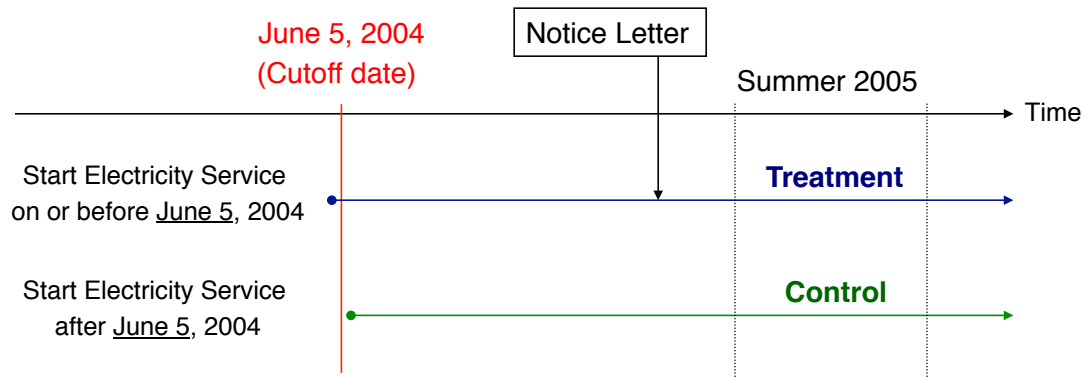 June 5, 2004
(Cutoff date)
Notice Letter
Summer 2005
Time
Start Electricity Service
on or before June 5, 2004
Treatment
Start Electricity Service
after June 5, 2004
Control